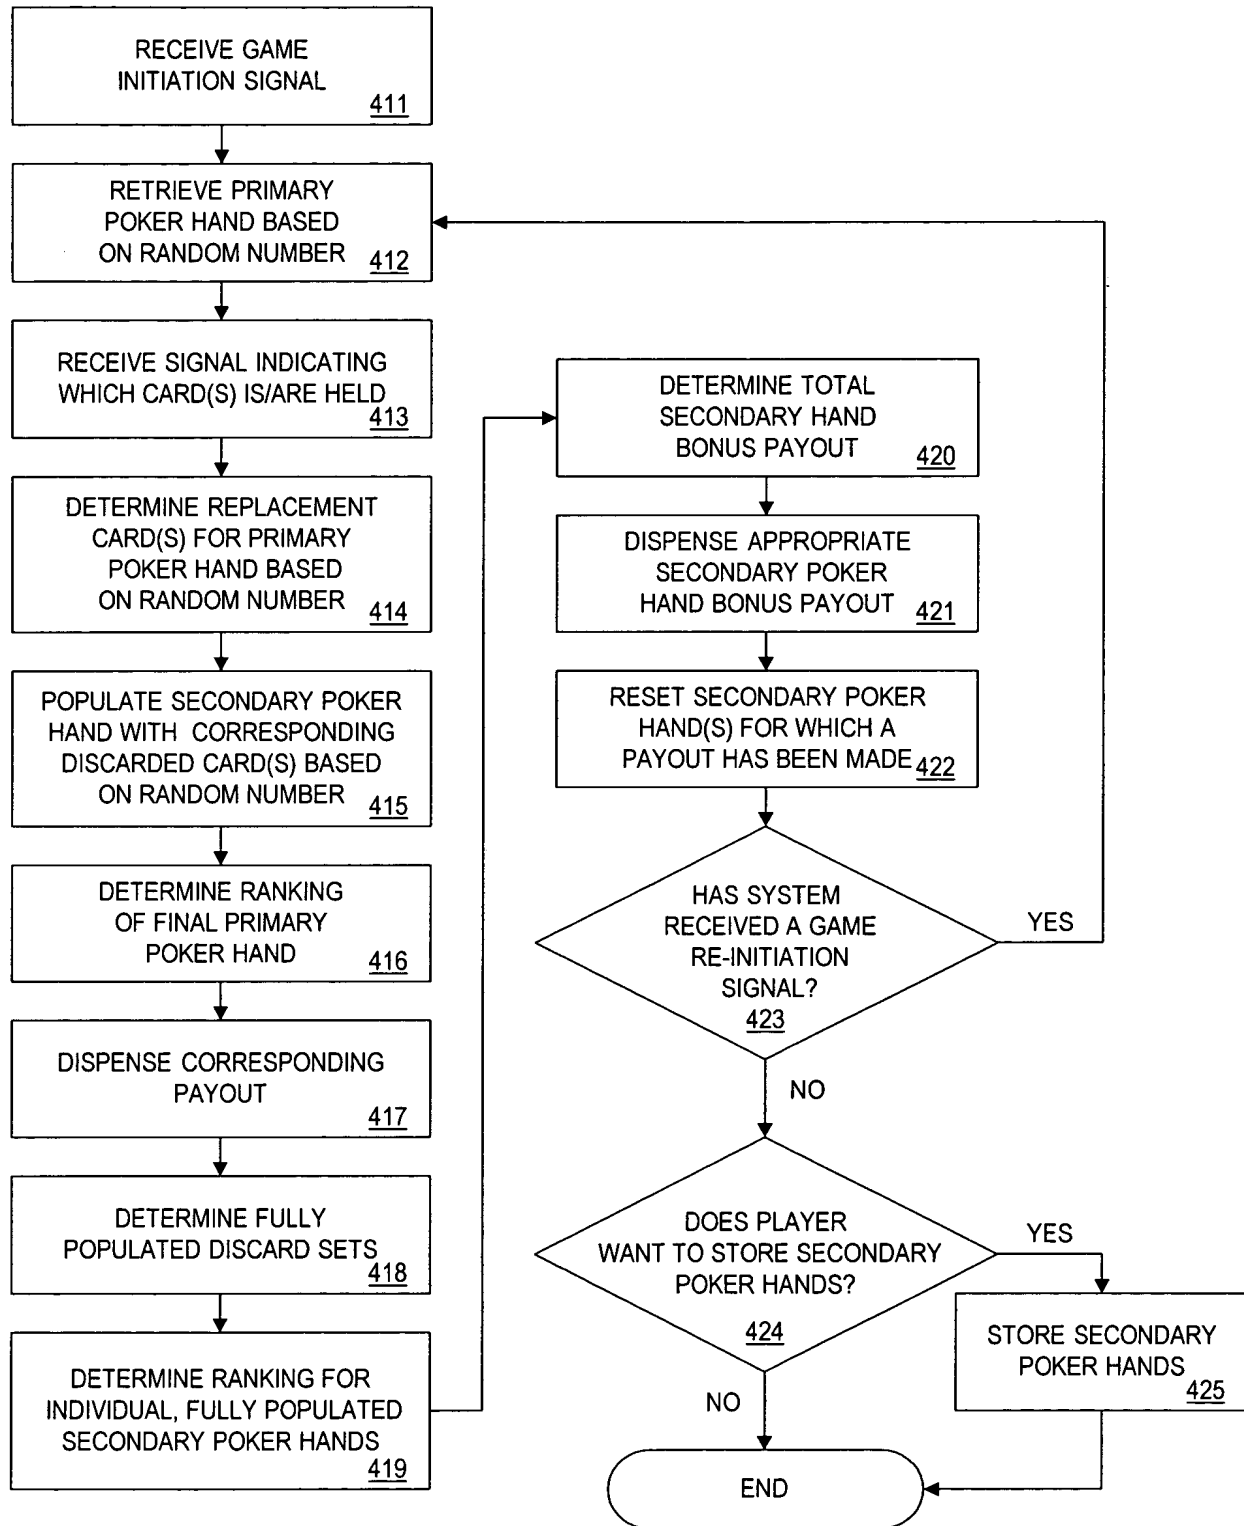 RECEIVE GAME
INITIATION SIGNAL
411
RETRIEVE PRIMARY
POKER HAND BASED
ON RANDOM NUMBER
412
RECEIVE SIGNAL INDICATING
WHICH CARD(S) IS/ARE HELD
413
DETERMINE REPLACEMENT
CARD(S) FOR PRIMARY
POKER HAND BASED
ON RANDOM NUMBER
414
POPULATE SECONDARY POKER
HAND WITH CORRESPONDING
DISCARDED CARD(S) BASED
ON RANDOM NUMBER
415
DETERMINE RANKING
OF FINAL PRIMARY
POKER HAND
416
DISPENSE CORRESPONDING
PAYOUT
417
DETERMINE FULLY
POPULATED DISCARD SETS
418
DETERMINE RANKING FOR
INDIVIDUAL, FULLY POPULATED
SECONDARY POKER HANDS
419
DETERMINE TOTAL
SECONDARY HAND
BONUS PAYOUT
420
DISPENSE APPROPRIATE
SECONDARY POKER
HAND BONUS PAYOUT
421
RESET SECONDARY POKER
HAND(S) FOR WHICH A
PAYOUT HAS BEEN MADE
422
HAS SYSTEM
RECEIVED A GAME
RE-INITIATION
SIGNAL?
423
YES
NO
DOES PLAYER
WANT TO STORE SECONDARY
POKER HANDS?
424
YES
NO
STORE SECONDARY
POKER HANDS
425
END